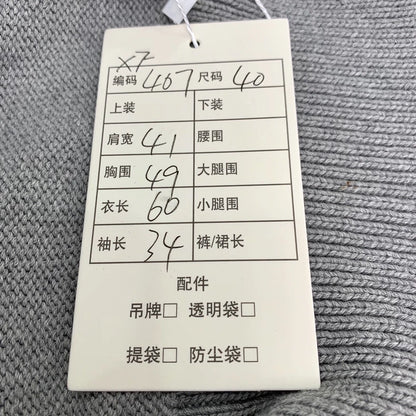 X7
编码 407 尺码 40
上装 下装
肩宽 41 腰围
胸围 49 大腿围
衣长 60 小腿围
袖长 34 裤/裙长
配件
吊牌□ 透明袋□
提袋□ 防尘袋□